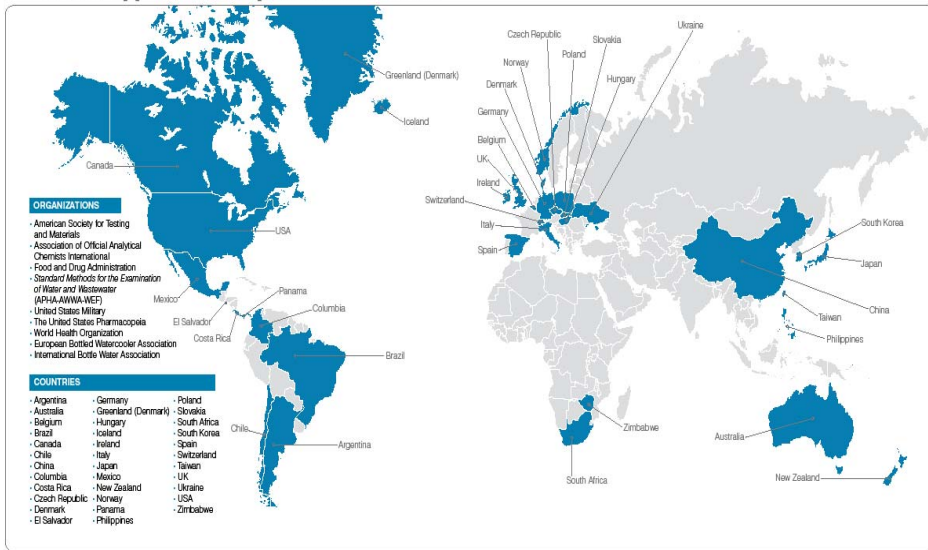 Ukraine
Czech Republic
Slovakia
Poland
Norway
Hungary
Denmark
Germany
Belgium
UK
Ireland
Switzerland
Italy
Spain
Greenland (Denmark)
Iceland
Canada
USA
Mexico
Panama
El Salvador
Columbia
Costa Rica
Brazil
Chile
Argentina
South Korea
Japan
China
Taiwan
Philippines
Zimbabwe
South Africa
Australia
New Zealand
ORGANIZATIONS
• American Society for Testing
and Materials
• Association of Official Analytical
Chemists International
• Food and Drug Administration
• Standard Methods for the Examination
of Water and Wastewater
(APHA-AWWA-WEF)
• United States Military
• The United States Pharmacopeia
• World Health Organization
• European Bottled Watercooler Association
• International Bottle Water Association
COUNTRIES
• Argentina
• Australia
• Belgium
• Brazil
• Canada
• Chile
• China
• Columbia
• Costa Rica
• Czech Republic
• Denmark
• El Salvador
• Germany
• Greenland (Denmark)
• Hungary
• Iceland
• Ireland
• Italy
• Japan
• Mexico
• New Zealand
• Norway
• Panama
• Philippines
• Poland
• Slovakia
• South Africa
• South Korea
• Spain
• Switzerland
• Taiwan
• UK
• Ukraine
• USA
• Zimbabwe